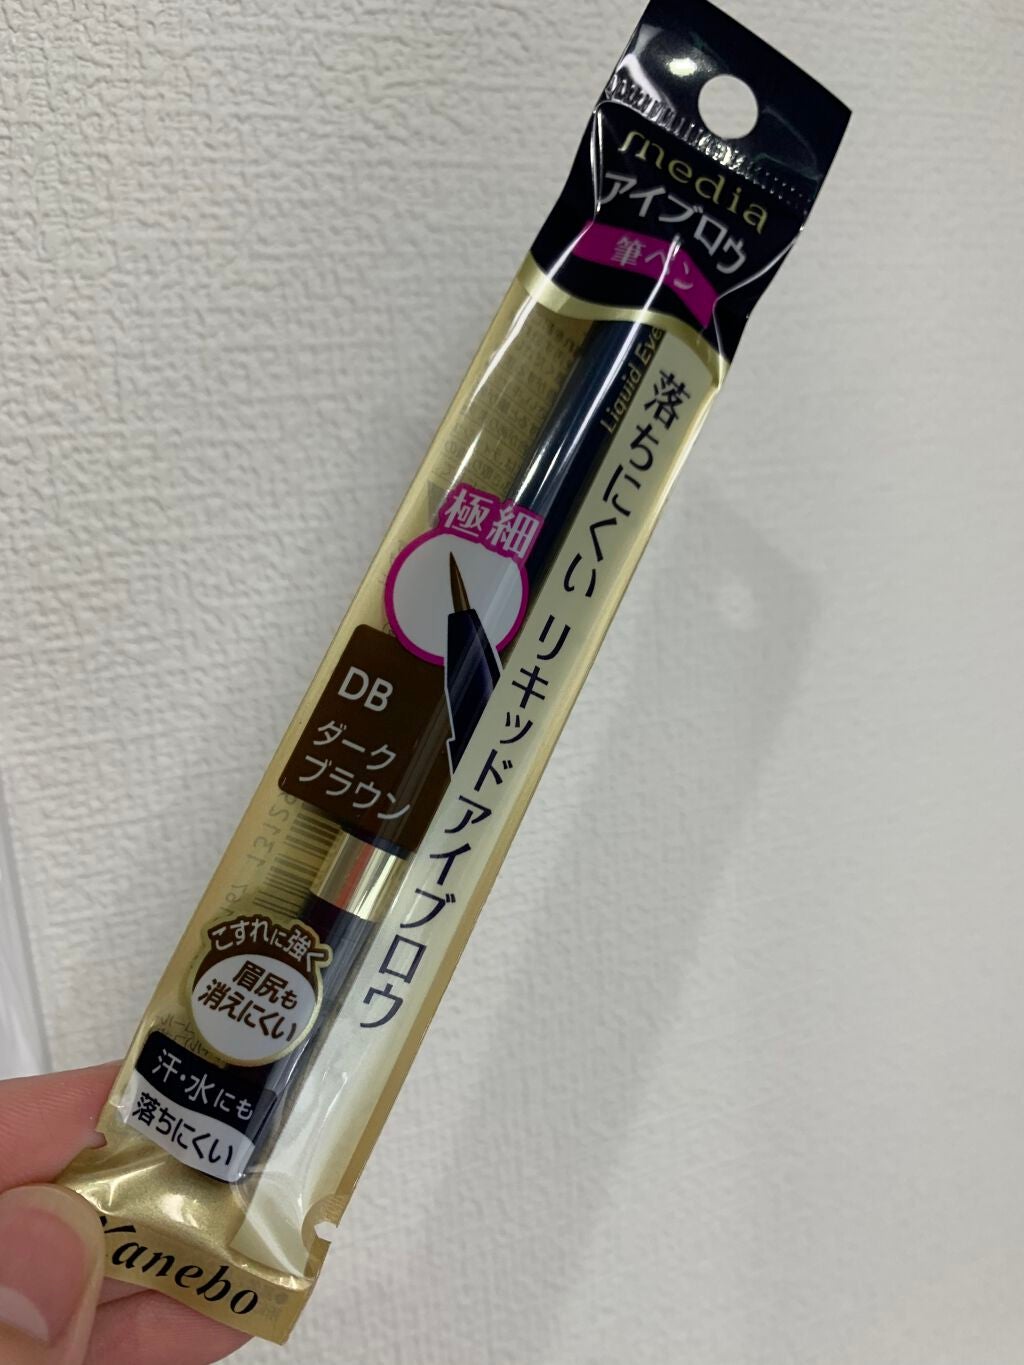 media
アイブロウ
筆ペン
Liquid Eye
落ちにくい リキッドアイブロウ
極細
DB
ダーク
ブラウン
こすれに強く
眉尻も
消えにくい
汗・水にも
落ちにくい
Kanebo